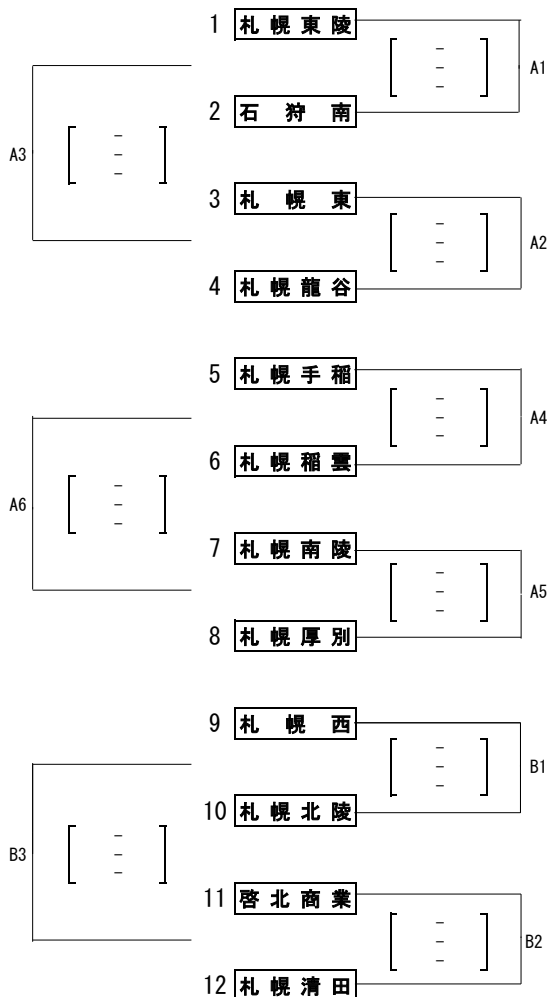 1 札幌東陵
[ - - - ] A1
2 石狩南
A3 [ - - - ]
3 札幌東
[ - - - ] A2
4 札幌龍谷
5 札幌手稲
[ - - - ] A4
6 札幌稲雲
A6 [ - - - ]
7 札幌南陵
[ - - - ] A5
8 札幌厚別
9 札幌西
[ - - - ] B1
10 札幌北陵
B3 [ - - - ]
11 啓北商業
[ - - - ] B2
12 札幌清田